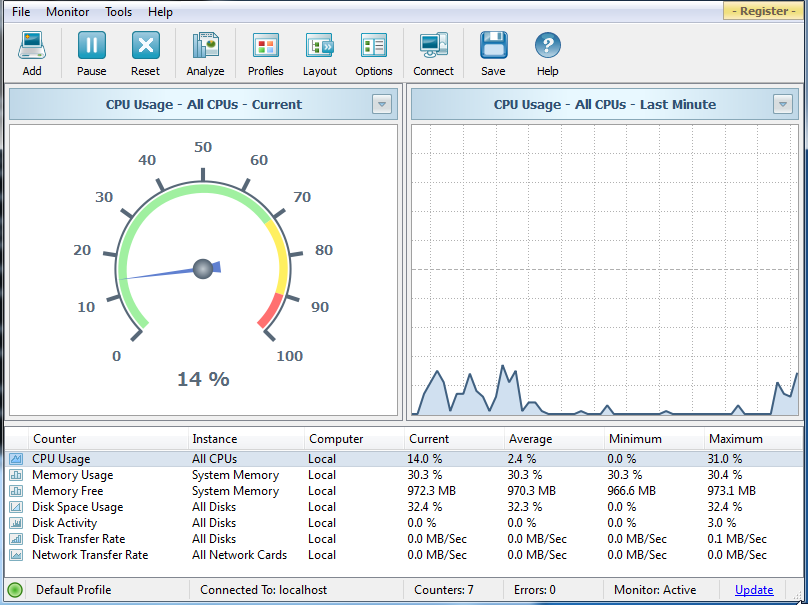 File Monitor Tools Help - Register -
Add Pause Reset Analyze Profiles Layout Options Connect Save Help
CPU Usage - All CPUs - Current
CPU Usage - All CPUs - Last Minute
0
10
20
30
40
50
60
70
80
90
100
14 %
Counter Instance Computer Current Average Minimum Maximum
CPU Usage All CPUs Local 14.0 % 2.4 % 0.0 % 31.0 %
Memory Usage System Memory Local 30.3 % 30.3 % 30.3 % 30.4 %
Memory Free System Memory Local 972.3 MB 970.3 MB 966.6 MB 973.1 MB
Disk Space Usage All Disks Local 32.4 % 32.3 % 0.0 % 32.4 %
Disk Activity All Disks Local 0.0 % 0.0 % 0.0 % 3.0 %
Disk Transfer Rate All Disks Local 0.0 MB/Sec 0.0 MB/Sec 0.0 MB/Sec 0.1 MB/Sec
Network Transfer Rate All Network Cards Local 0.0 MB/Sec 0.0 MB/Sec 0.0 MB/Sec 0.0 MB/Sec
Default Profile Connected To: localhost Counters: 7 Errors: 0 Monitor: Active Update